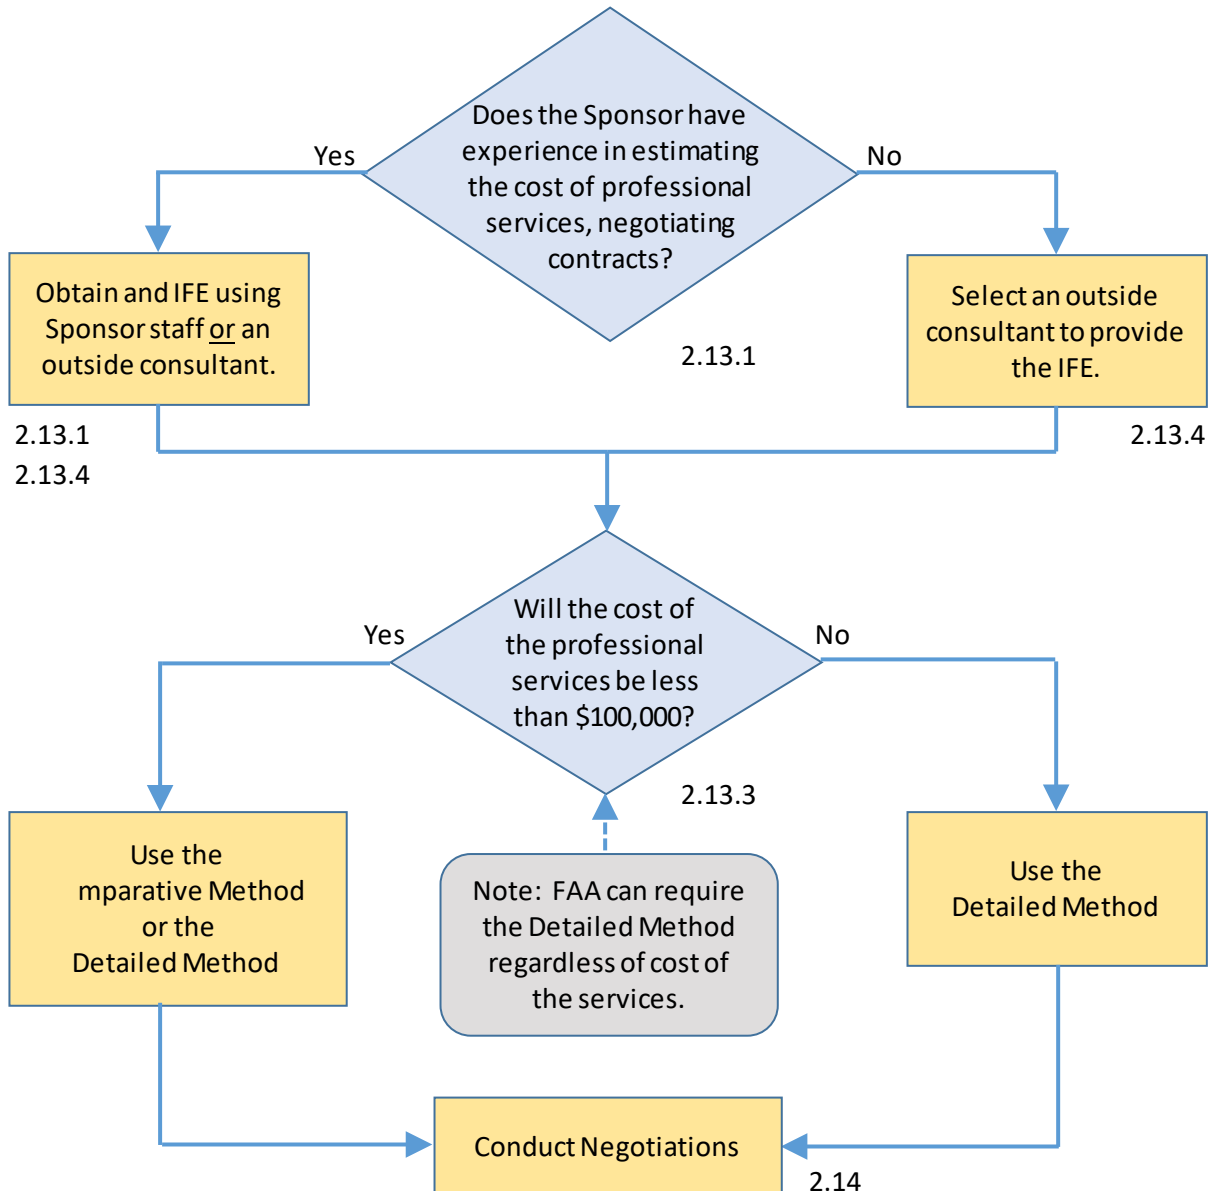 Does the Sponsor have
experience in estimating
the cost of professional
services, negotiating
contracts?
Yes
No
2.13.1
Obtain and IFE using
Sponsor staff or an
outside consultant.
2.13.1
2.13.4
Select an outside
consultant to provide
the IFE.
2.13.4
Will the cost of
the professional
services be less
than $100,000?
Yes
No
2.13.3
Use the
mparative Method
or the
Detailed Method
Note: FAA can require
the Detailed Method
regardless of cost of
the services.
Use the
Detailed Method
Conduct Negotiations
2.14